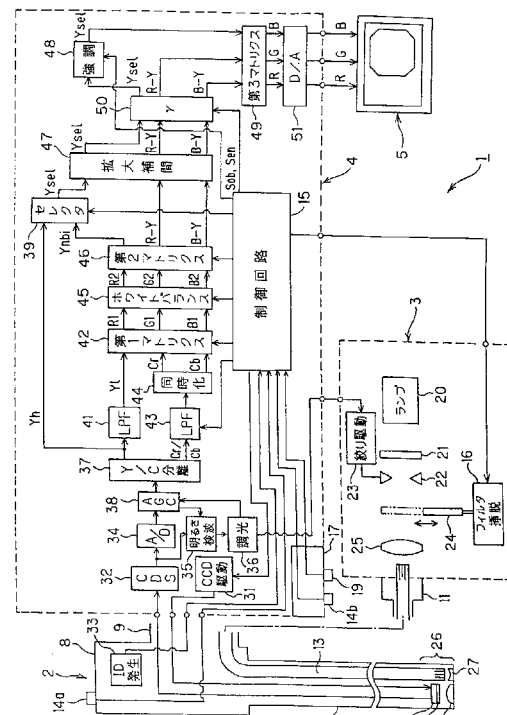 1
2
14a
33
ID発生
8
9
32
CDS
34
A/D
38
AGC
37
Y/C分離
35
明るさ検波
36
調光
31
CCD駆動
Yh
41
LPF
Yl
43
LPF
Cr/Cb
44
同時化
Cr
Cb
42
第1マトリクス
R1
G1
B1
45
ホワイトバランス
R2
G2
B2
46
第2マトリクス
Ynbi
R-Y
B-Y
39
セレクタ
Ysel
47
拡大補間
Ysel
R-Y
B-Y
50
γ
Ysel
R-Y
B-Y
48
強調
Ysel
49
第3マトリクス
R
G
B
51
D/A
R
G
B
5
Sob, Sen
15
制御回路
4
3
20
ランプ
21
22
23
絞り駆動
24
25
16
フィルタ挿脱
17
19
14b
11
13
26
27